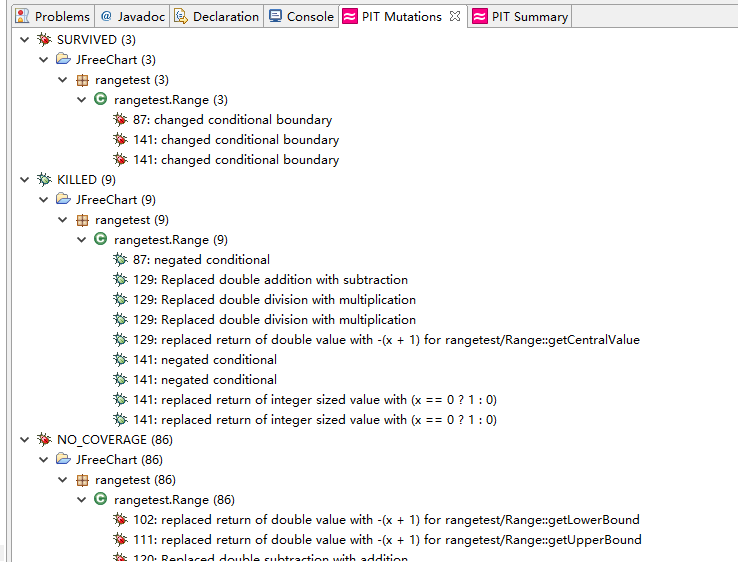 Problems @ Javadoc Declaration Console PIT Mutations PIT Summary
SURVIVED (3)
JFreeChart (3)
rangetest (3)
rangetest.Range (3)
87: changed conditional boundary
141: changed conditional boundary
141: changed conditional boundary
KILLED (9)
JFreeChart (9)
rangetest (9)
rangetest.Range (9)
87: negated conditional
129: Replaced double addition with subtraction
129: Replaced double division with multiplication
129: Replaced double division with multiplication
129: replaced return of double value with -(x + 1) for rangetest/Range::getCentralValue
141: negated conditional
141: negated conditional
141: replaced return of integer sized value with (x == 0 ? 1 : 0)
141: replaced return of integer sized value with (x == 0 ? 1 : 0)
NO_COVERAGE (86)
JFreeChart (86)
rangetest (86)
rangetest.Range (86)
102: replaced return of double value with -(x + 1) for rangetest/Range::getLowerBound
111: replaced return of double value with -(x + 1) for rangetest/Range::getUpperBound
120: Replaced double subtraction with addition